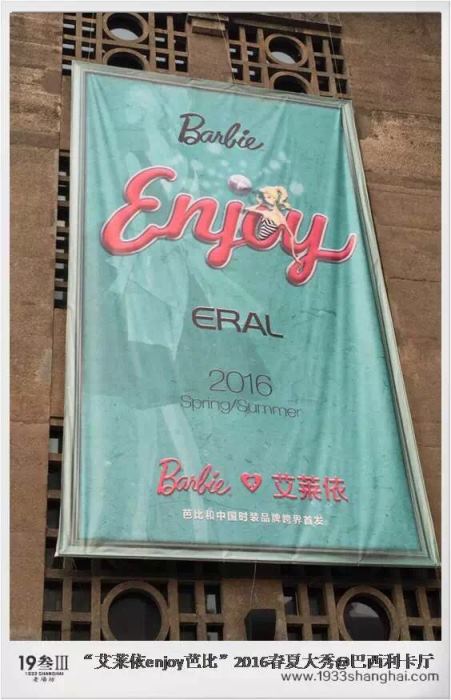 Barbie
Enjoy
ERAL
2016
Spring/Summer
Barbie 艾莱依
芭比和中国时装品牌跨界首发
19叁III
1933 SHANGHAI
老场坊
“艾莱依enjoy芭比”2016春夏大秀@巴西利卡厅
www.1933shanghai.com